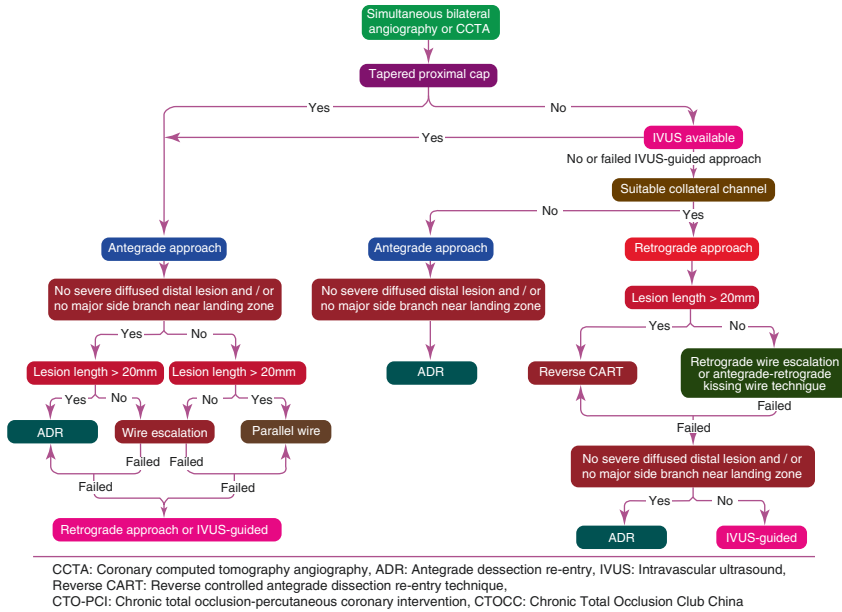 Simultaneous bilateral
angiography or CCTA
Tapered proximal cap
Yes
No
Yes
IVUS available
No or failed IVUS-guided approach
Suitable collateral channel
No
Yes
Antegrade approach
Antegrade approach
Retrograde approach
No severe diffused distal lesion and / or
no major side branch near landing zone
No severe diffused distal lesion and / or
no major side branch near landing zone
Lesion length > 20mm
Yes
No
Yes
No
Lesion length > 20mm
Lesion length > 20mm
ADR
Reverse CART
Retrograde wire escalation
or antegrade-retrograde
kissing wire technigue
Yes
No
No
Yes
Failed
ADR
Wire escalation
Parallel wire
Failed
Failed
Failed
Failed
Failed
No severe diffused distal lesion and / or
no major side branch near landing zone
Yes
No
Retrograde approach or IVUS-guided
ADR
IVUS-guided
CCTA: Coronary computed tomography angiography, ADR: Antegrade dessection re-entry, IVUS: Intravascular ultrasound,
Reverse CART: Reverse controlled antegrade dissection re-entry technique,
CTO-PCI: Chronic total occlusion-percutaneous coronary intervention, CTOCC: Chronic Total Occlusion Club China